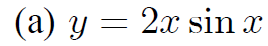 (a) y = 2x sin x